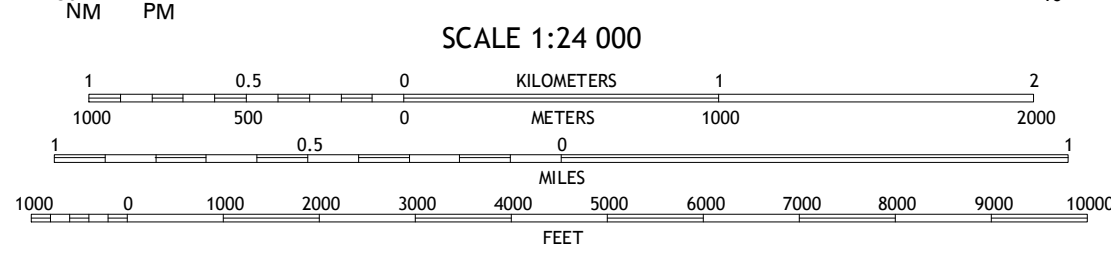 NM PM
SCALE 1:24 000
1 0.5 0 KILOMETERS 1 2
1000 500 0 METERS 1000 2000
1 0.5 0 1
MILES
1000 0 1000 2000 3000 4000 5000 6000 7000 8000 9000 10000
FEET